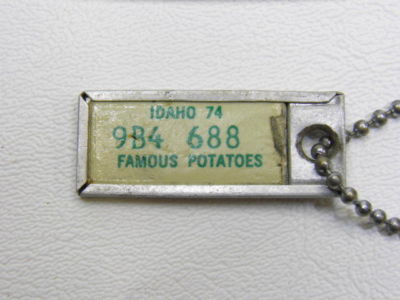 IDAHO 74
9B4 688
FAMOUS POTATOES